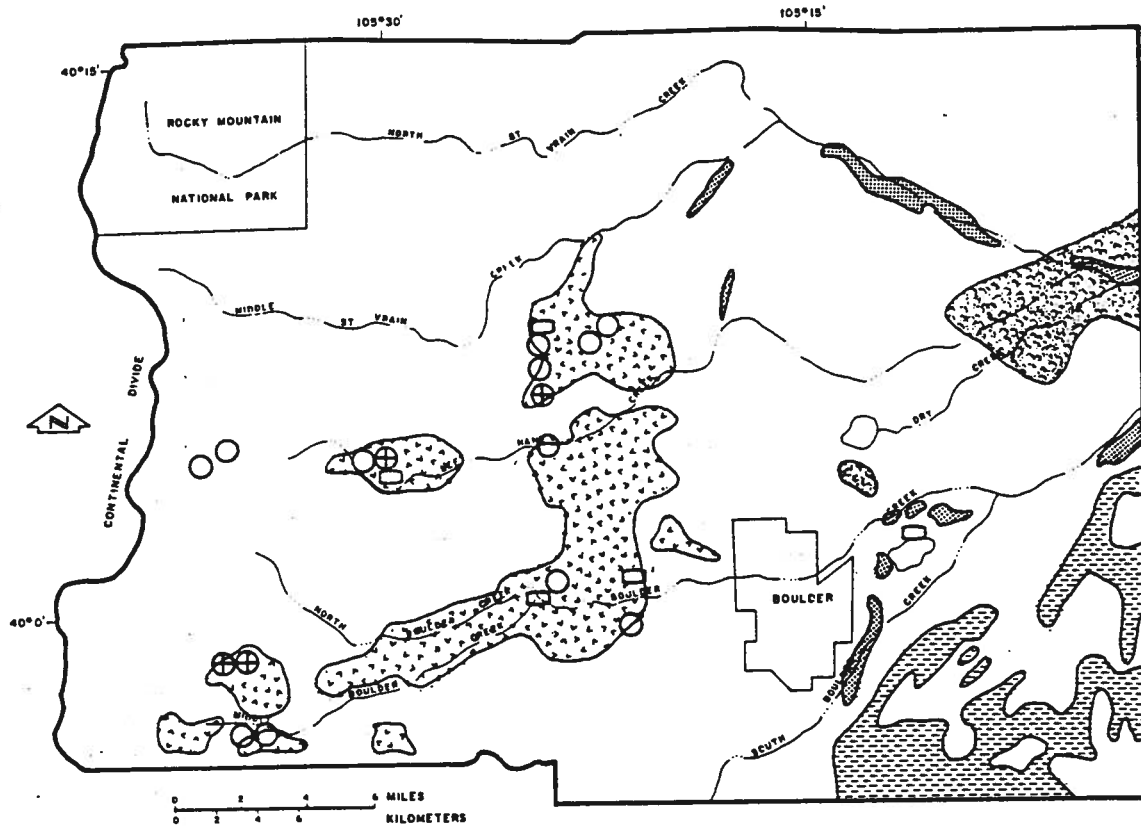 105°30'
105°15'
40°15'
ROCKY MOUNTAIN
NATIONAL PARK
NORTH ST VRAIN CREEK
MIDDLE ST VRAIN CREEK
CONTINENTAL DIVIDE
N
CREEK
DRY CREEK
CREEK
NORTH BOULDER CREEK
BOULDER
CREEK
BOULDER
BOULDER
CREEK
SOUTH
40°0'
0 2 4 6 MILES
0 2 4 6 KILOMETERS